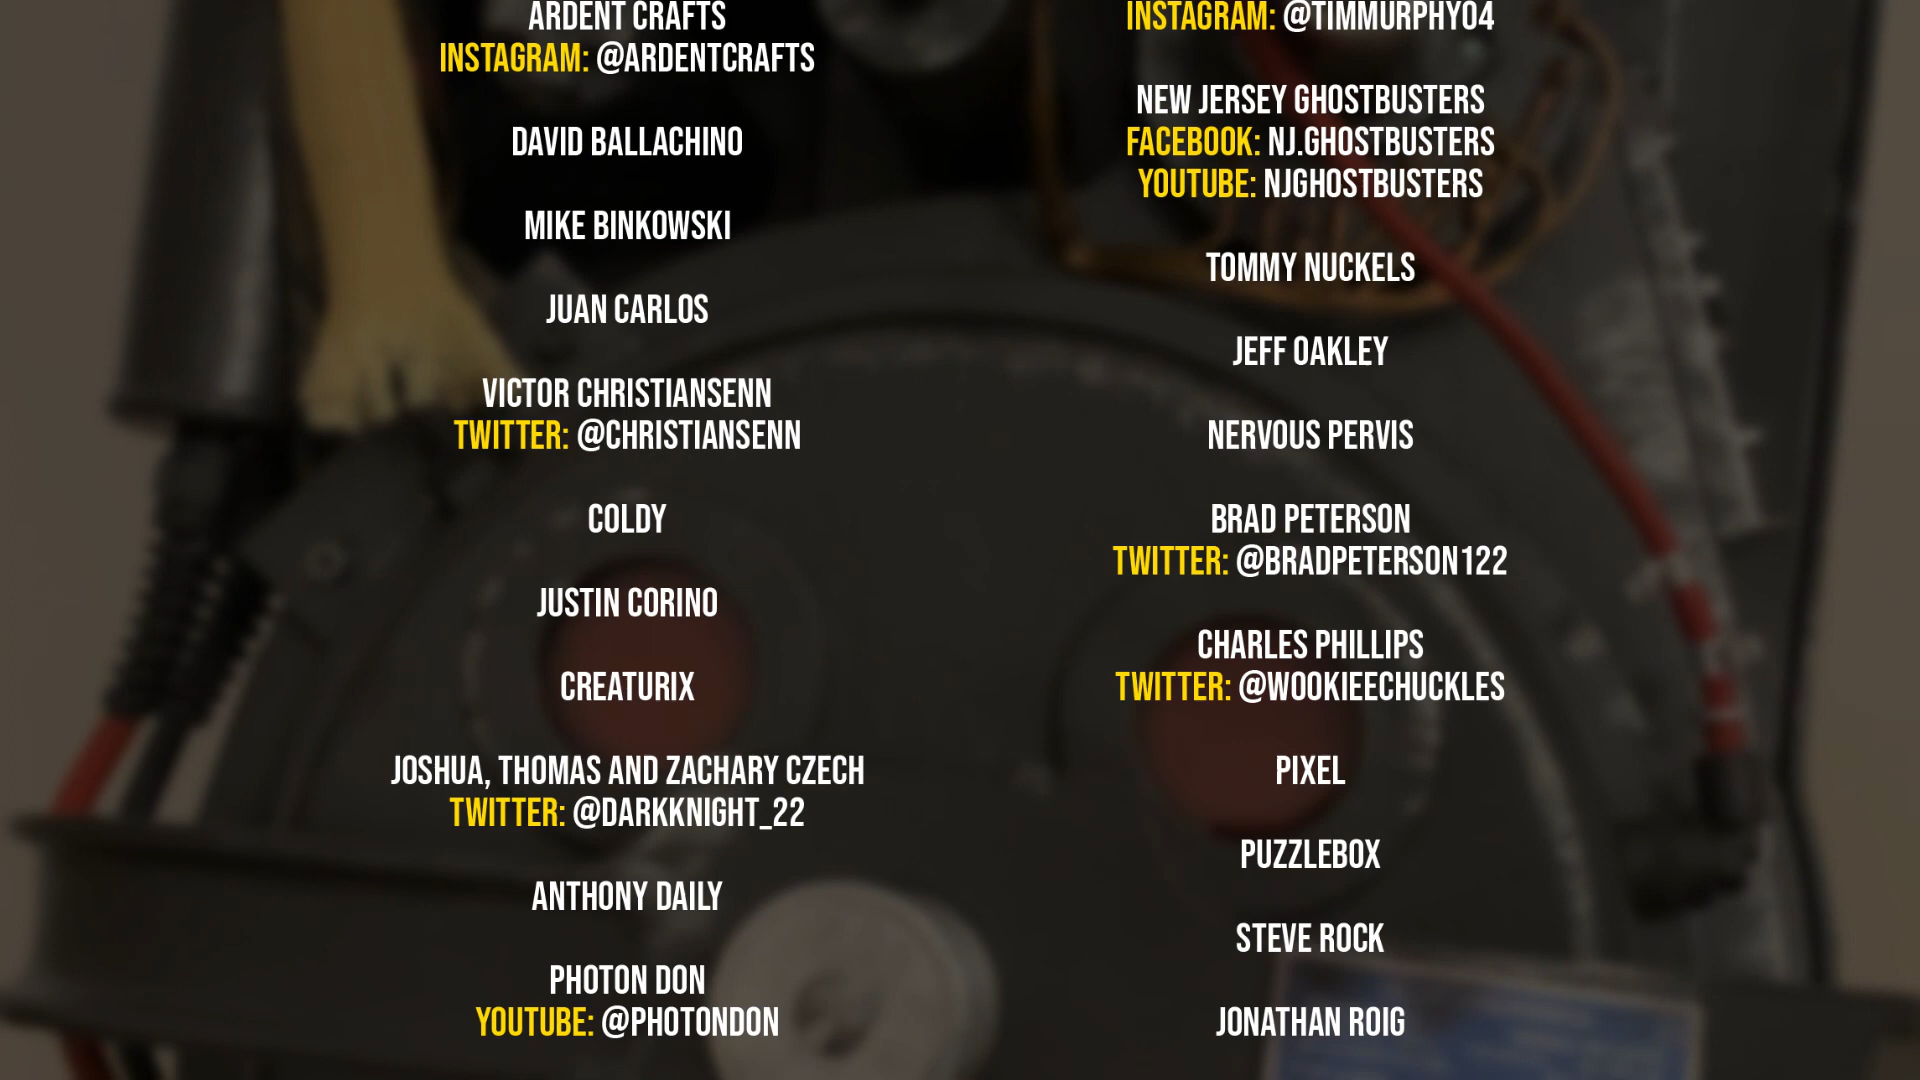 ARDENT CRAFTS
INSTAGRAM: @ARDENTCRAFTS
DAVID BALLACHINO
MIKE BINKOWSKI
JUAN CARLOS
VICTOR CHRISTIANSENN
TWITTER: @CHRISTIANSENN
COLDY
JUSTIN CORINO
CREATURIX
JOSHUA, THOMAS AND ZACHARY CZECH
TWITTER: @DARKKNIGHT_22
ANTHONY DAILY
PHOTON DON
YOUTUBE: @PHOTONDON
INSTAGRAM: @TIMMURPHY04
NEW JERSEY GHOSTBUSTERS
FACEBOOK: NJ.GHOSTBUSTERS
YOUTUBE: NJGHOSTBUSTERS
TOMMY NUCKELS
JEFF OAKLEY
NERVOUS PERVIS
BRAD PETERSON
TWITTER: @BRADPETERSON122
CHARLES PHILLIPS
TWITTER: @WOOKIEECHUCKLES
PIXEL
PUZZLEBOX
STEVE ROCK
JONATHAN ROIG